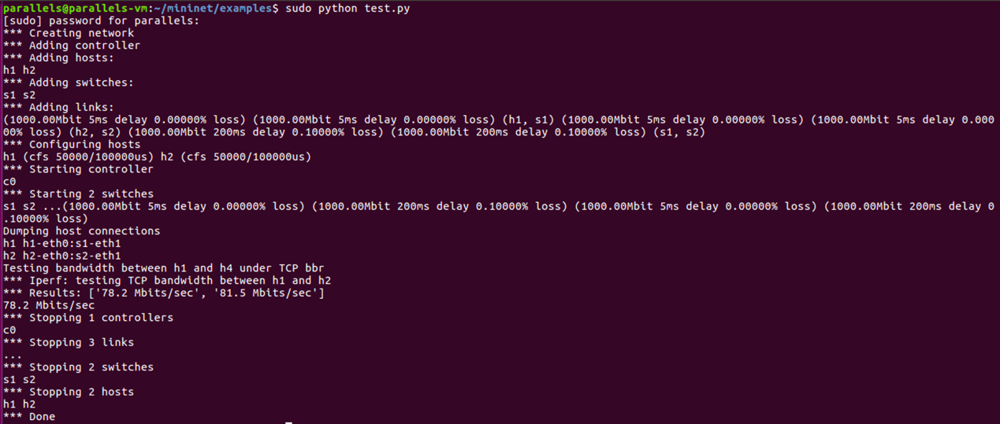 parallels@parallels-vm:~/mininet/examples$ sudo python test.py
[sudo] password for parallels:
*** Creating network
*** Adding controller
*** Adding hosts:
h1 h2
*** Adding switches:
s1 s2
*** Adding links:
(1000.00Mbit 5ms delay 0.00000% loss) (1000.00Mbit 5ms delay 0.00000% loss) (h1, s1) (1000.00Mbit 5ms delay 0.00000% loss) (1000.00Mbit 5ms delay 0.000
00% loss) (h2, s2) (1000.00Mbit 200ms delay 0.10000% loss) (1000.00Mbit 200ms delay 0.10000% loss) (s1, s2)
*** Configuring hosts
h1 (cfs 50000/100000us) h2 (cfs 50000/100000us)
*** Starting controller
c0
*** Starting 2 switches
s1 s2 ...(1000.00Mbit 5ms delay 0.00000% loss) (1000.00Mbit 200ms delay 0.10000% loss) (1000.00Mbit 5ms delay 0.00000% loss) (1000.00Mbit 200ms delay 0
.10000% loss)
Dumping host connections
h1 h1-eth0:s1-eth1
h2 h2-eth0:s2-eth1
Testing bandwidth between h1 and h4 under TCP bbr
*** Iperf: testing TCP bandwidth between h1 and h2
*** Results: ['78.2 Mbits/sec', '81.5 Mbits/sec']
78.2 Mbits/sec
*** Stopping 1 controllers
c0
*** Stopping 3 links
...
*** Stopping 2 switches
s1 s2
*** Stopping 2 hosts
h1 h2
*** Done